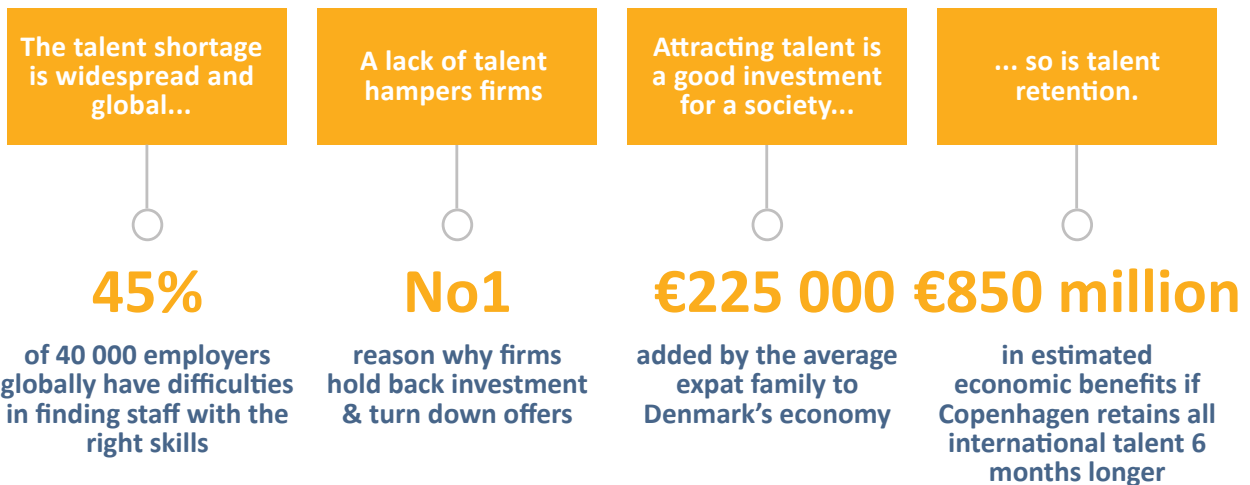 The talent shortage
is widespread and
global...
45%
of 40 000 employers
globally have difficulties
in finding staff with the
right skills
A lack of talent
hampers firms
No1
reason why firms
hold back investment
& turn down offers
Attracting talent is
a good investment
for a society...
€225 000
added by the average
expat family to
Denmark's economy
... so is talent
retention.
€850 million
in estimated
economic benefits if
Copenhagen retains all
international talent 6
months longer